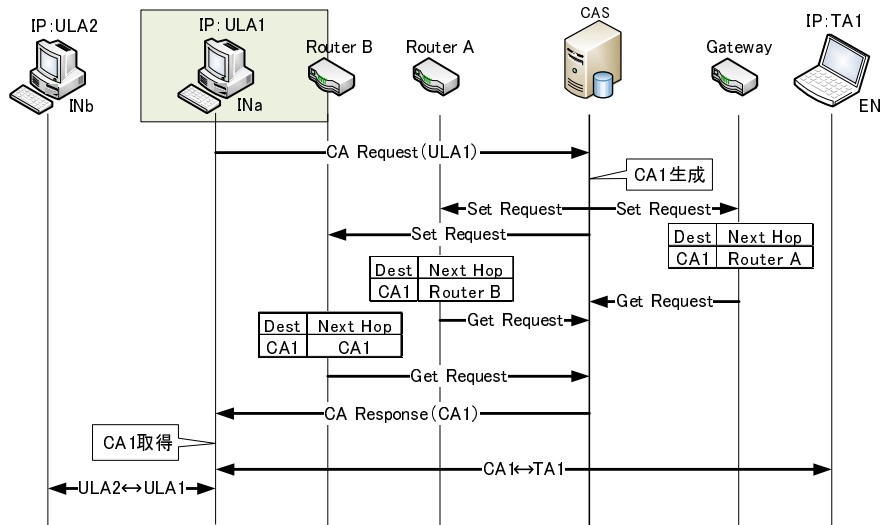 IP:ULA2
IP:ULA1
CAS
IP:TA1
Router B
Router A
Gateway
INb
INa
EN
CA Request(ULA1)
CA1生成
Set Request
Set Request
Set Request
Dest Next Hop
CA1 Router A
Dest Next Hop
CA1 Router B
Get Request
Get Request
Dest Next Hop
CA1 CA1
Get Request
CA Response(CA1)
CA1取得
CA1↔TA1
ULA2↔ULA1